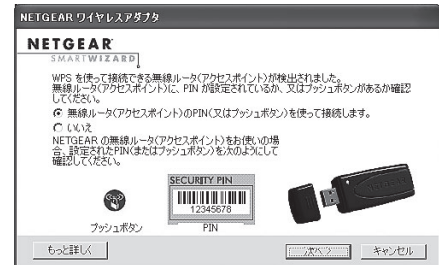 NETGEAR ワイヤレスアダプタ
NETGEAR
SMARTWIZARD
WPS を使って接続できる無線ルータ(アクセスポイント)が検出されました。
無線ルータ(アクセスポイント)に、PIN が設定されているか、又はプッシュボタンがあるか確認
してください。
無線ルータ(アクセスポイント)のPIN(又はプッシュボタン)を使って接続します。
いいえ
NETGEAR の無線ルータ(アクセスポイント)をお使いの場
合、設定されたPIN(またはプッシュボタン)を次のようにして
確認してください。
SECURITY PIN
12345678
プッシュボタン
PIN
もっと詳しく
次へ >
キャンセル